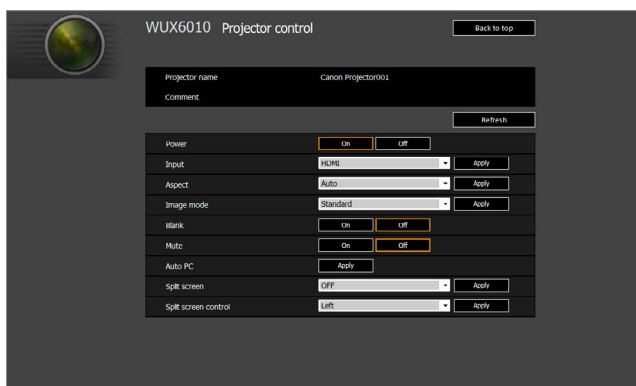 WUX6010 Projector control
Back to top
Projector name Canon Projector001
Comment
Refresh
Power On Off
Input HDMI Apply
Aspect Auto Apply
Image mode Standard Apply
Blank On Off
Mute On Off
Auto PC Apply
Split screen OFF Apply
Split screen control Left Apply